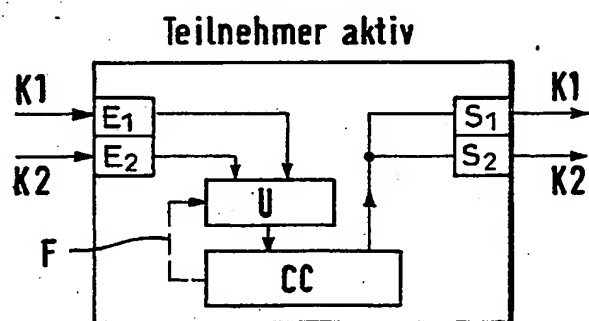 Teilnehmer aktiv
K1 K1
E1 S1
E2 S2
K2 K2
U
F
CC